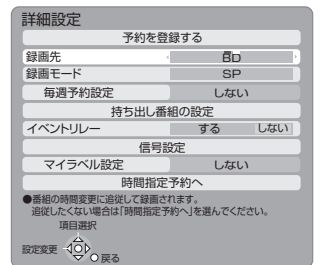 詳細設定
予約を登録する
録画先 BD
録画モード SP
毎週予約設定 しない
持ち出し番組の設定
イベントリレー する しない
信号設定
マイラベル設定 しない
時間指定予約へ
●番組の時間変更に追従して録画されます。
追従したくない場合は「時間指定予約へ」を選んでください。
項目選択
設定変更 戻る